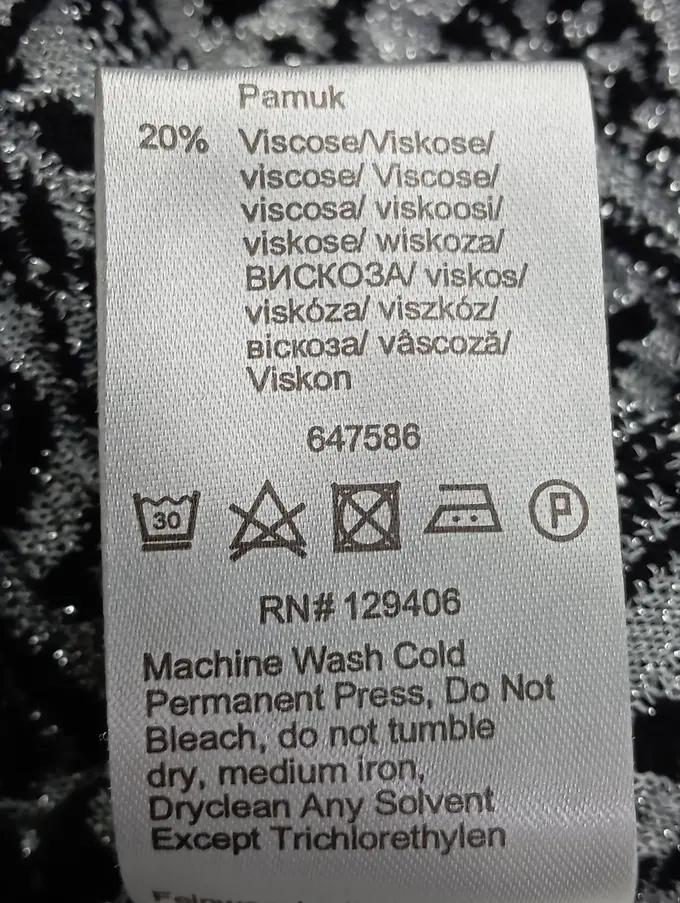 Pamuk
20% Viscose/Viskose/
viscose/ Viscose/
viscosa/ viskoosi/
viskose/ wiskoza/
ВИСКОЗА/ viskos/
viskóza/ viszkóz/
віскоза/ vâscoză/
Viskon
647586
30 P
RN# 129406
Machine Wash Cold
Permanent Press, Do Not
Bleach, do not tumble
dry, medium iron,
Dryclean Any Solvent
Except Trichlorethylen